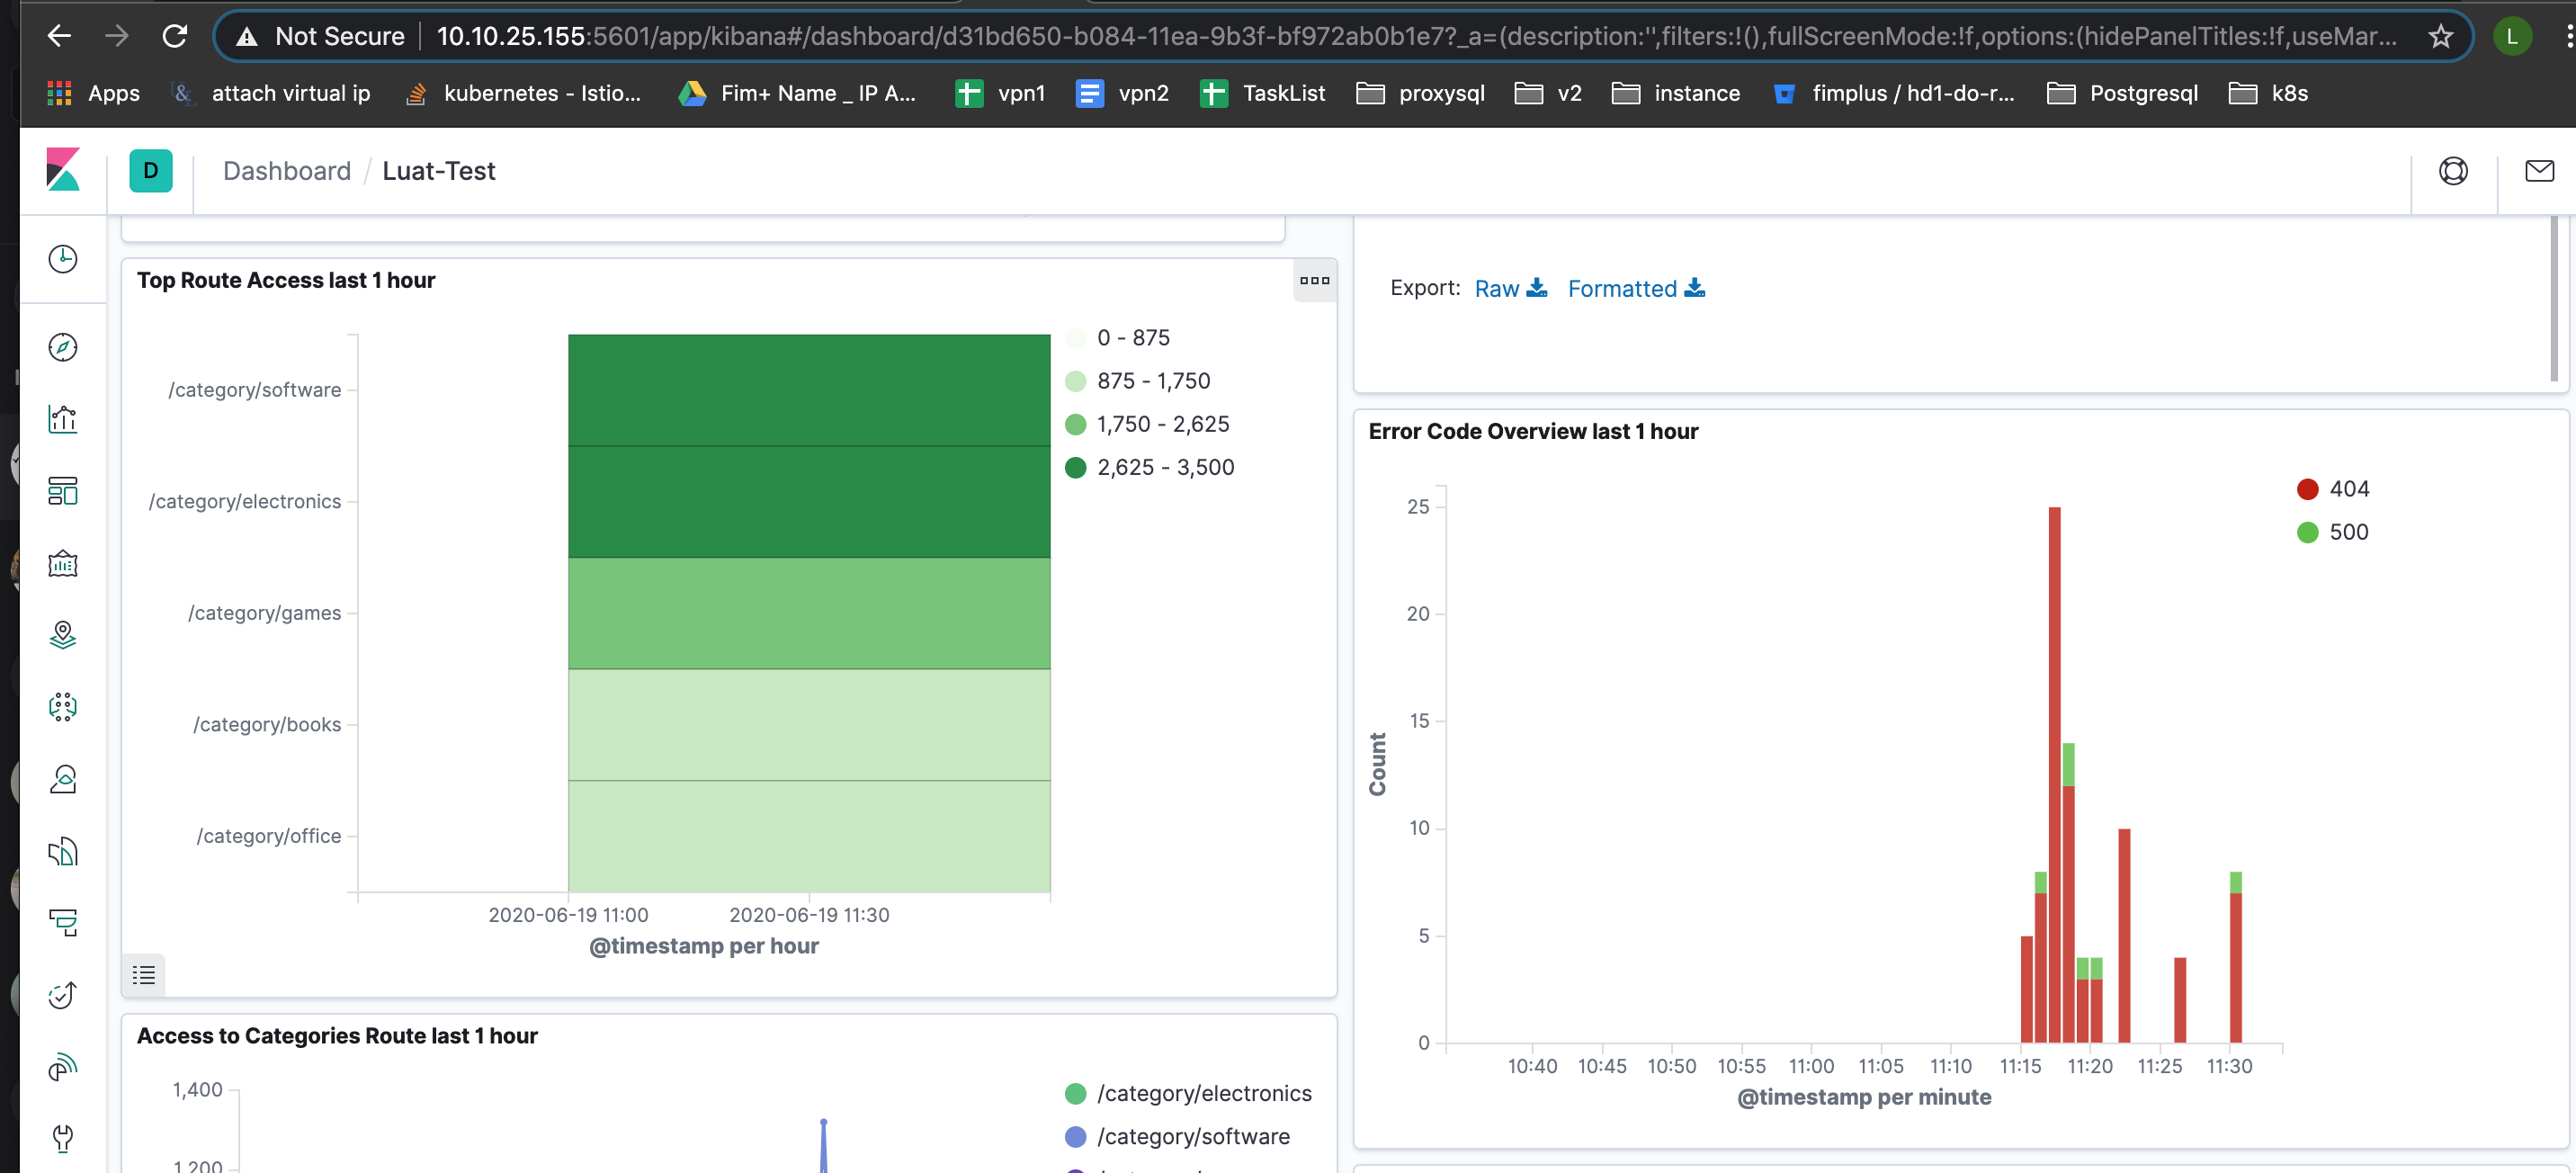 Not Secure | 10.10.25.155:5601/app/kibana#/dashboard/d31bd650-b084-11ea-9b3f-bf972ab0b1e7?_a=(description:'',filters:!(),fullScreenMode:!f,options:(hidePanelTitles:!f,useMar...
L
Apps attach virtual ip kubernetes - Istio... Fim+ Name _ IP A... vpn1 vpn2 TaskList proxysql v2 instance fimplus / hd1-do-r... Postgresql k8s
D Dashboard / Luat-Test
Top Route Access last 1 hour
0 - 875
875 - 1,750
1,750 - 2,625
2,625 - 3,500
/category/software
/category/electronics
/category/games
/category/books
/category/office
2020-06-19 11:00 2020-06-19 11:30
@timestamp per hour
Export: Raw Formatted
Error Code Overview last 1 hour
404
500
25
20
15
10
5
0
Count
10:40 10:45 10:50 10:55 11:00 11:05 11:10 11:15 11:20 11:25 11:30
@timestamp per minute
Access to Categories Route last 1 hour
1,400
1,200
/category/electronics
/category/software